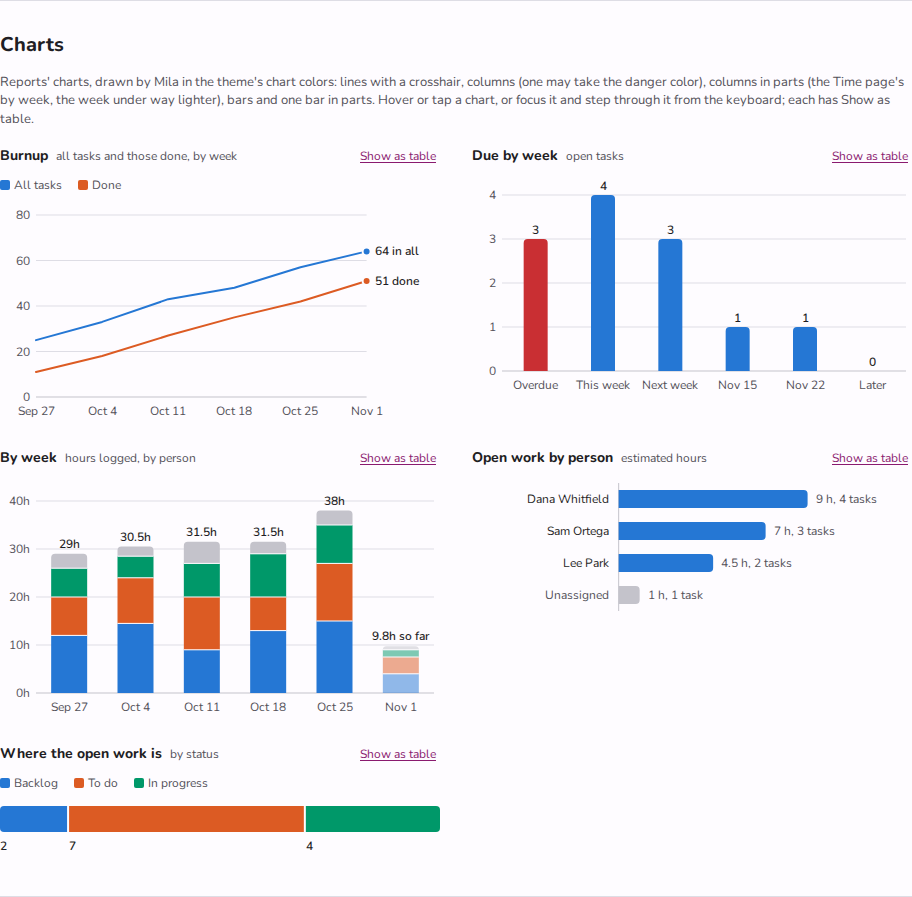 Charts
Reports' charts, drawn by Mila in the theme's chart colors: lines with a crosshair, columns (one may take the danger color), columns in parts (the Time page's
by week, the week under way lighter), bars and one bar in parts. Hover or tap a chart, or focus it and step through it from the keyboard; each has Show as
table.
Burnup all tasks and those done, by week Show as table
All tasks Done
80
60
40
20
0
64 in all
51 done
Sep 27 Oct 4 Oct 11 Oct 18 Oct 25 Nov 1
Due by week open tasks Show as table
4
3
2
1
0
3 4 3 1 1 0
Overdue This week Next week Nov 15 Nov 22 Later
By week hours logged, by person Show as table
40h
30h
20h
10h
0h
29h 30.5h 31.5h 31.5h 38h 9.8h so far
Sep 27 Oct 4 Oct 11 Oct 18 Oct 25 Nov 1
Open work by person estimated hours Show as table
Dana Whitfield 9 h, 4 tasks
Sam Ortega 7 h, 3 tasks
Lee Park 4.5 h, 2 tasks
Unassigned 1 h, 1 task
Where the open work is by status Show as table
Backlog To do In progress
2 7 4